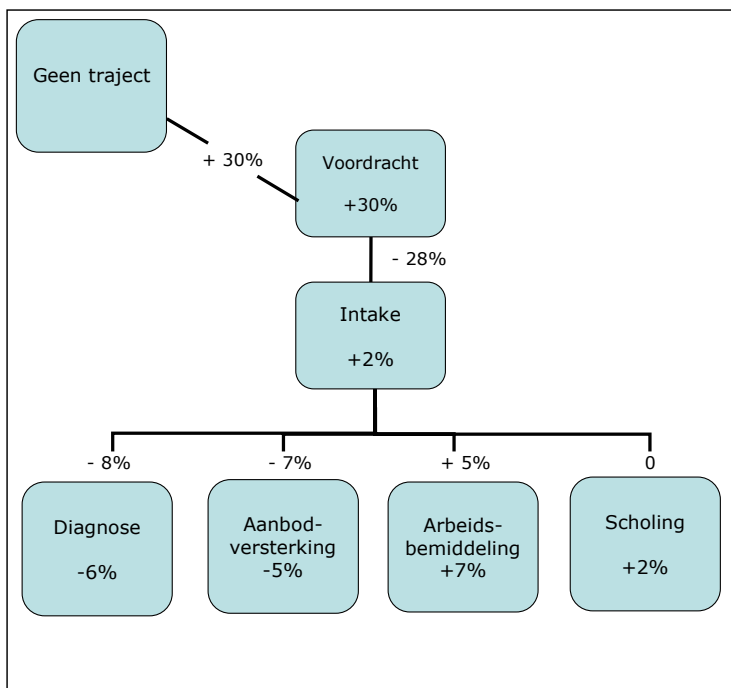 Geen traject
+ 30%
Voordracht
+30%
- 28%
Intake
+2%
- 8%
- 7%
+ 5%
0
Diagnose
-6%
Aanbod-
versterking
-5%
Arbeids-
bemiddeling
+7%
Scholing
+2%